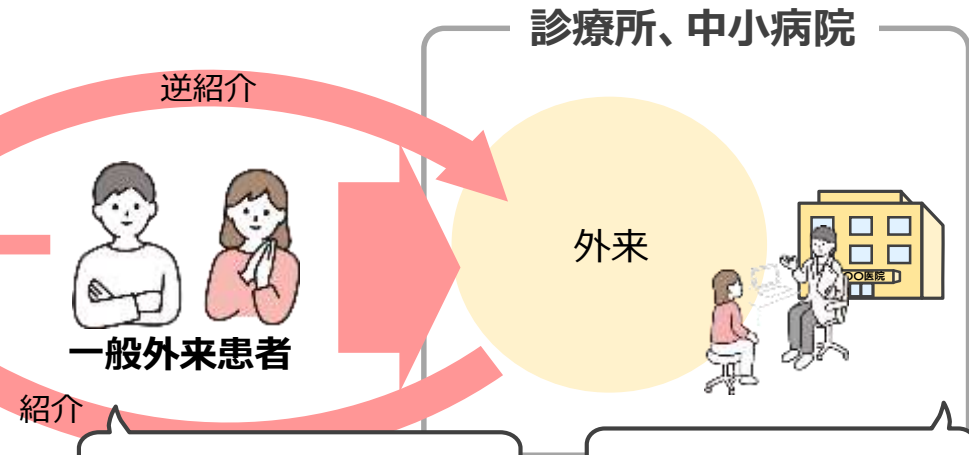 診療所、中小病院
逆紹介
外来
〇〇医院
一般外来患者
紹介